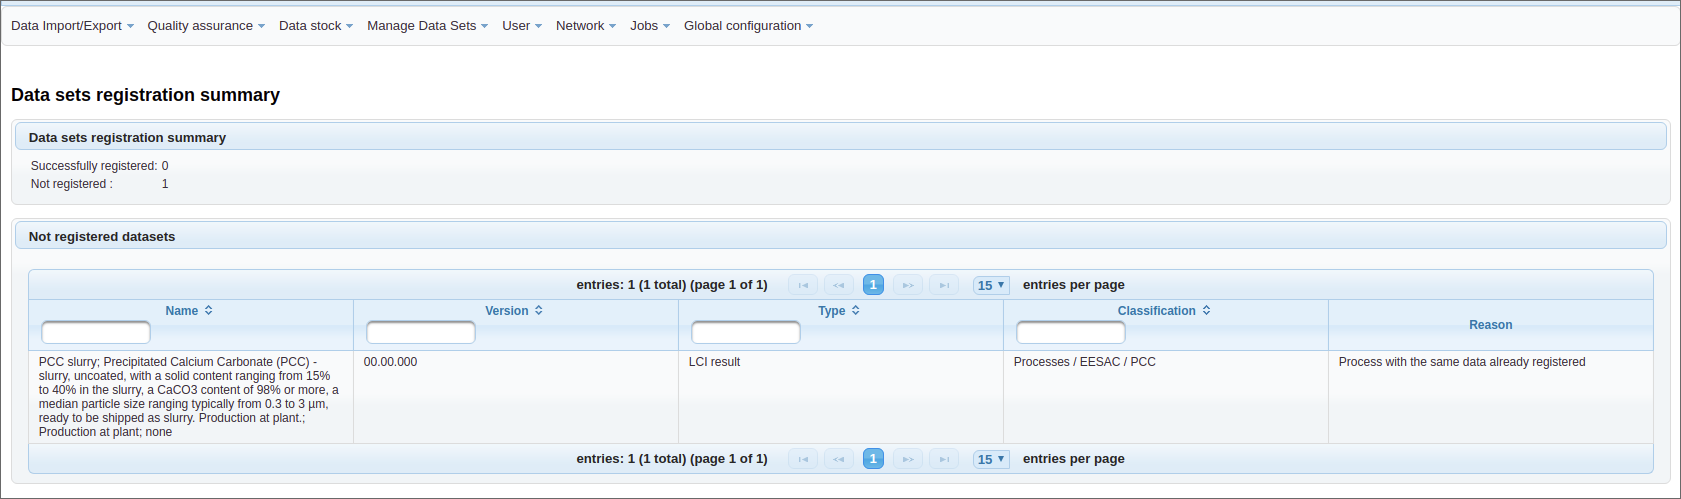 Data Import/Export Quality assurance Data stock Manage Data Sets User Network Jobs Global configuration
Data sets registration summary
Data sets registration summary
Successfully registered: 0
Not registered : 1
Not registered datasets
entries: 1 (1 total) (page 1 of 1) 1 15 entries per page
Name Version Type Classification Reason
PCC slurry; Precipitated Calcium Carbonate (PCC) - 00.00.000 LCI result Processes / EESAC / PCC Process with the same data already registered
slurry, uncoated, with a solid content ranging from 15%
to 40% in the slurry, a CaCO3 content of 98% or more, a
median particle size ranging typically from 0.3 to 3 µm,
ready to be shipped as slurry. Production at plant.;
Production at plant; none
entries: 1 (1 total) (page 1 of 1) 1 15 entries per page